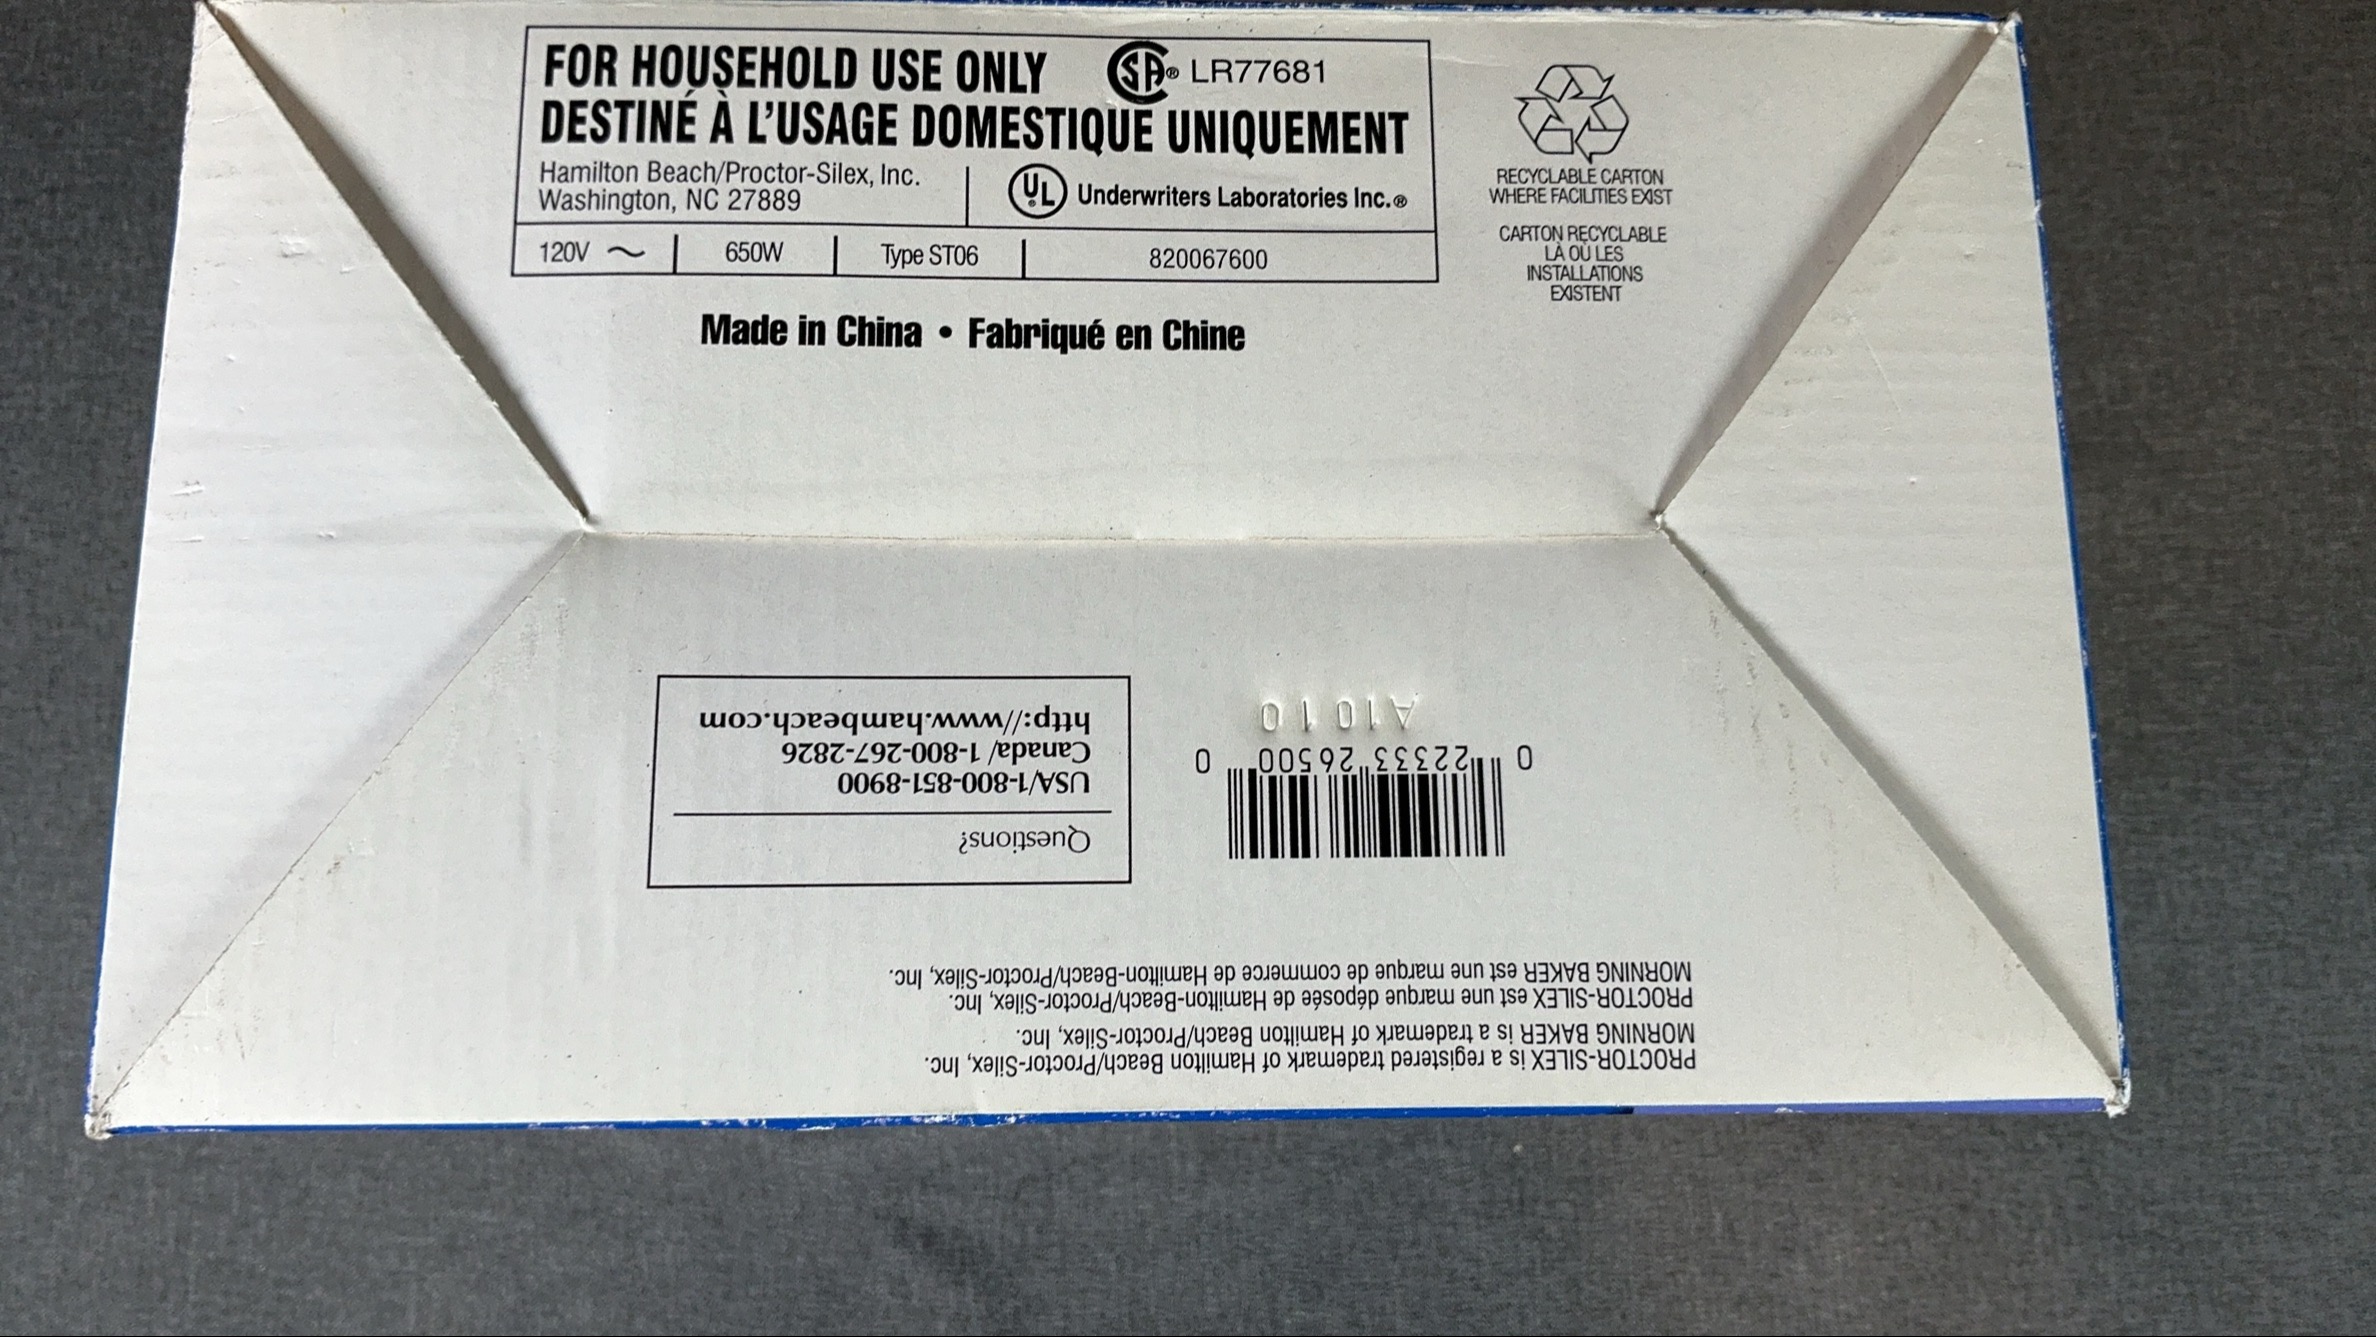 FOR HOUSEHOLD USE ONLY
SA® LR77681
DESTINÉ À L'USAGE DOMESTIQUE UNIQUEMENT
Hamilton Beach/Proctor-Silex, Inc.
Washington, NC 27889
UL Underwriters Laboratories Inc.®
120V ~ | 650W | Type ST06 | 820067600
RECYCLABLE CARTON
WHERE FACILITIES EXIST
CARTON RECYCLABLE
LÀ OÙ LES
INSTALLATIONS
EXISTENT
Made in China • Fabriqué en Chine
PROCTOR-SILEX is a registered trademark of Hamilton Beach/Proctor-Silex, Inc.
MORNING BAKER is a trademark of Hamilton Beach/Proctor-Silex, Inc.
PROCTOR-SILEX est une marque déposée de Hamilton-Beach/Proctor-Silex, Inc.
MORNING BAKER est une marque de commerce de Hamilton-Beach/Proctor-Silex, Inc.
0 22333 26500 0
A1010
Questions?
USA/1-800-851-8900
Canada/1-800-267-2826
http://www.hambeach.com